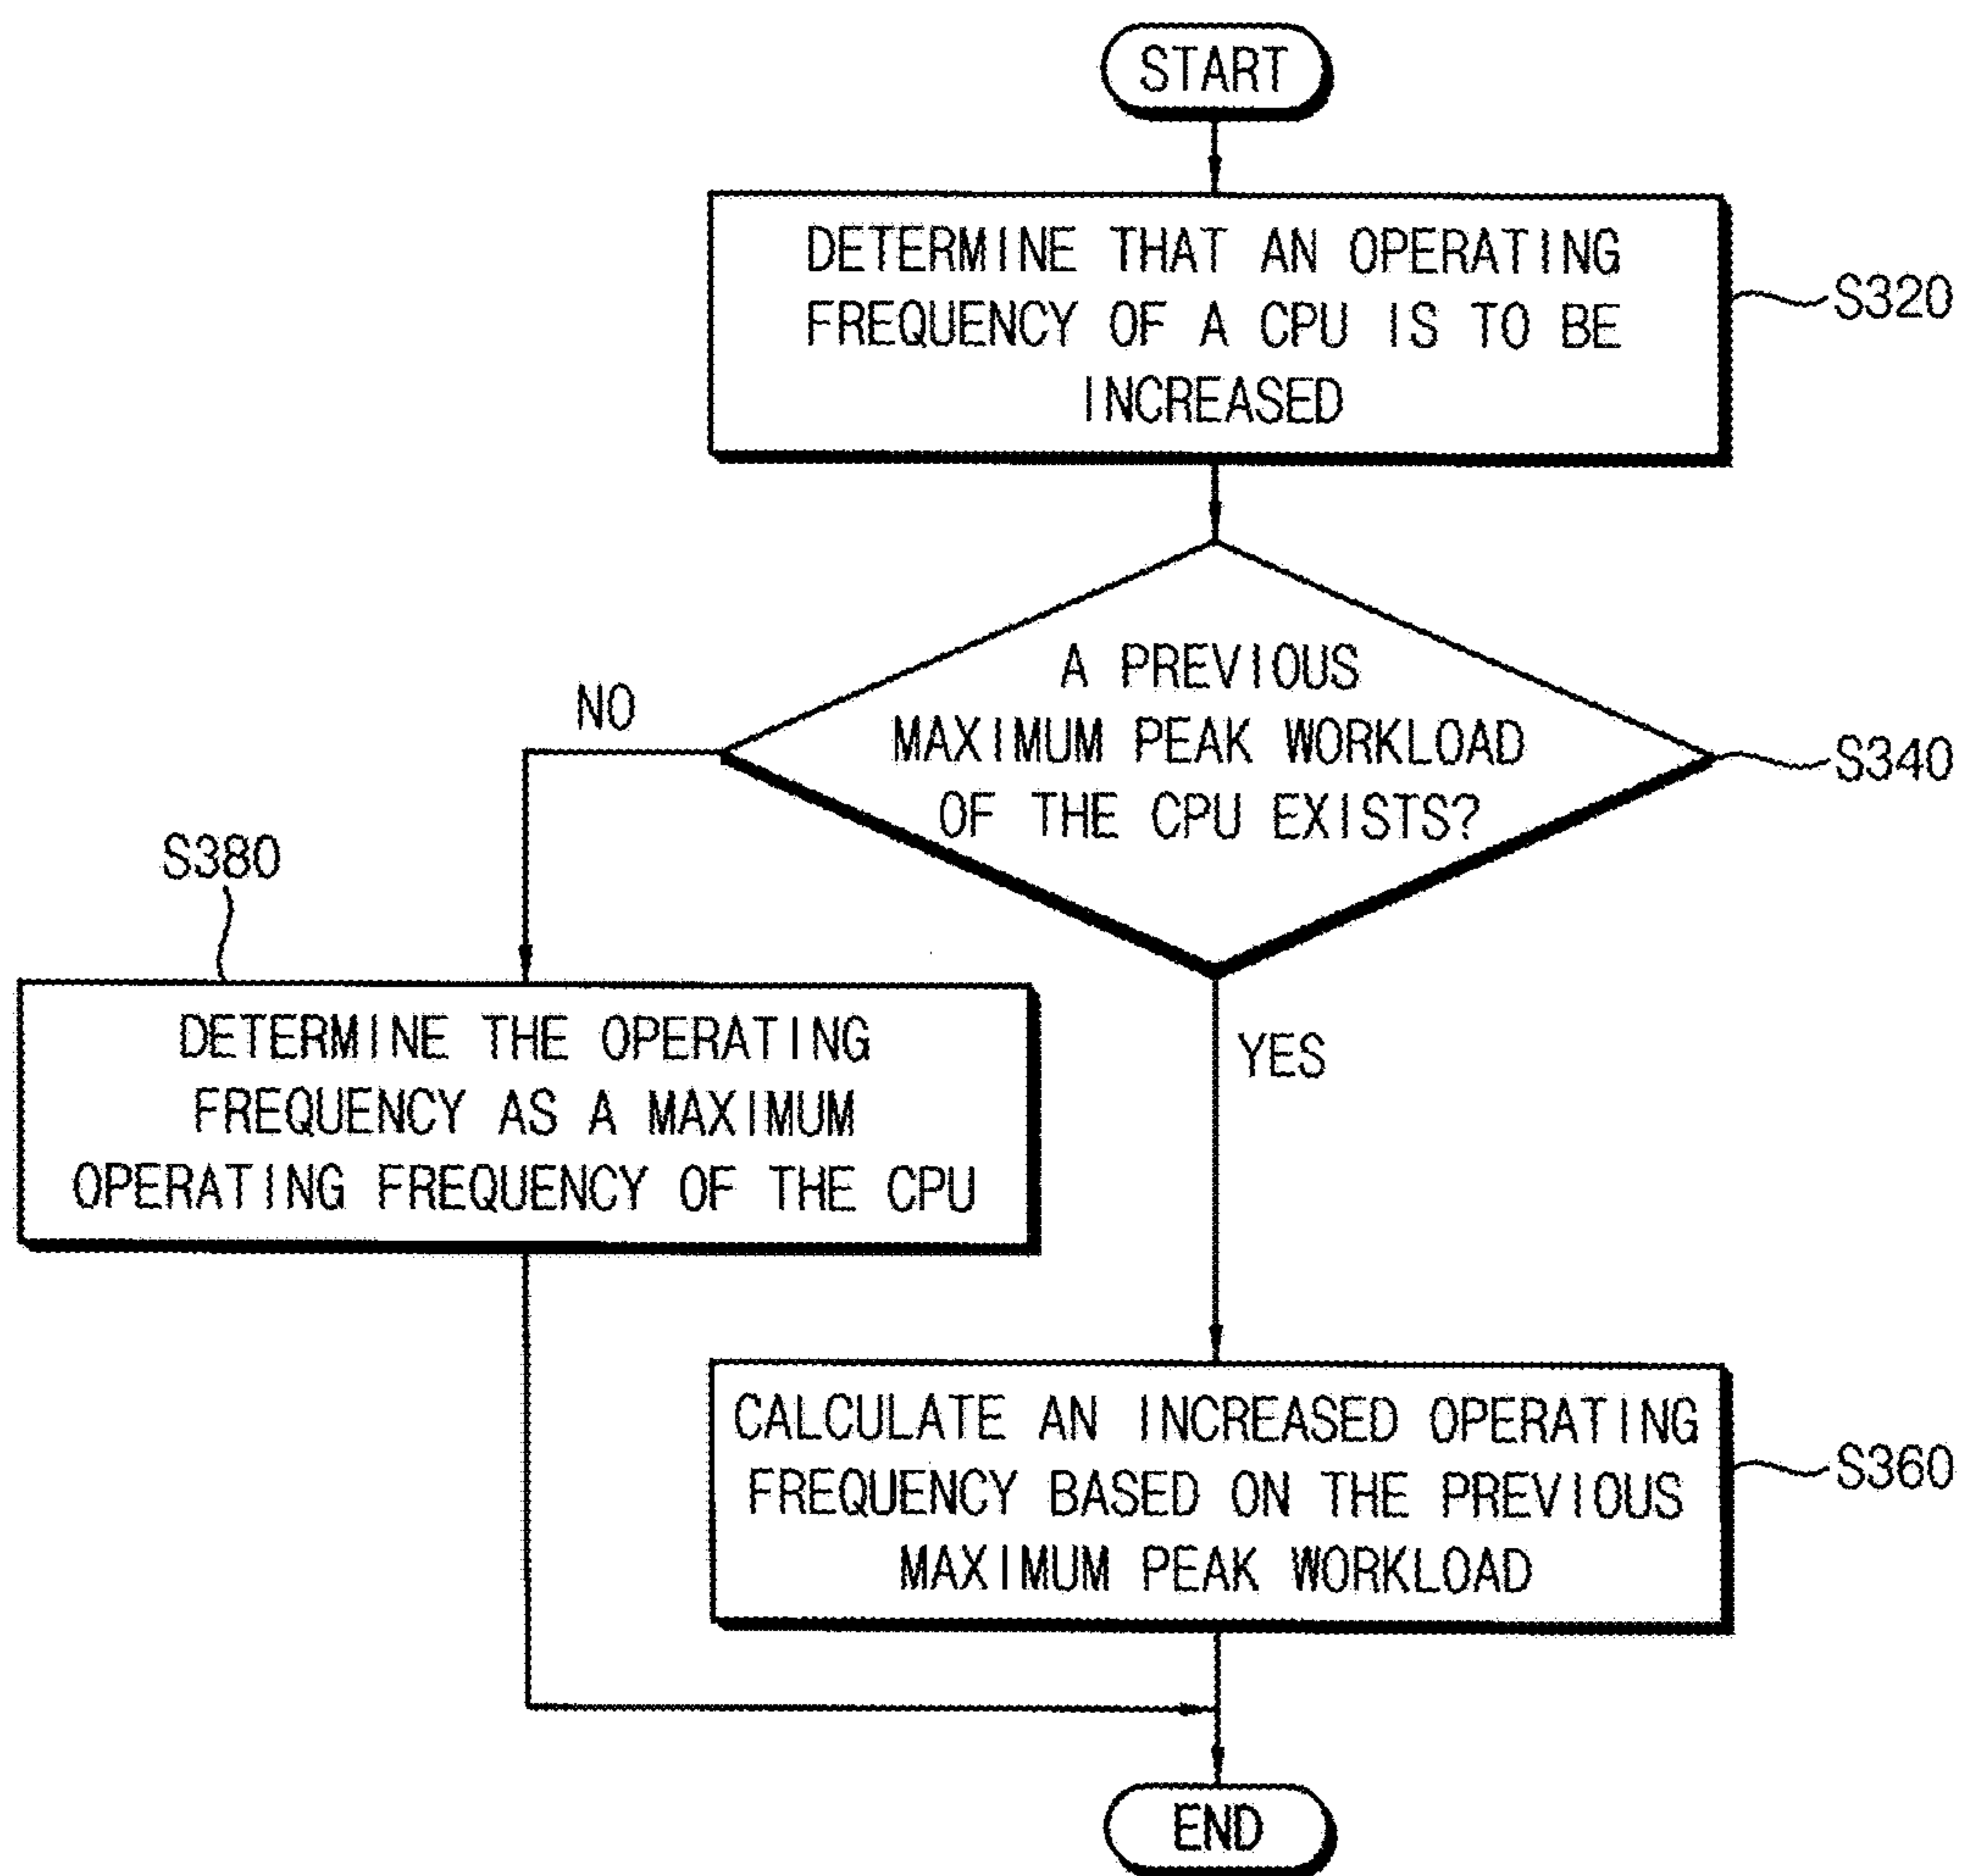 START
DETERMINE THAT AN OPERATING
FREQUENCY OF A CPU IS TO BE
INCREASED
S320
A PREVIOUS
MAXIMUM PEAK WORKLOAD
OF THE CPU EXISTS?
S340
NO
S380
DETERMINE THE OPERATING
FREQUENCY AS A MAXIMUM
OPERATING FREQUENCY OF THE CPU
YES
CALCULATE AN INCREASED OPERATING
FREQUENCY BASED ON THE PREVIOUS
MAXIMUM PEAK WORKLOAD
S360
END